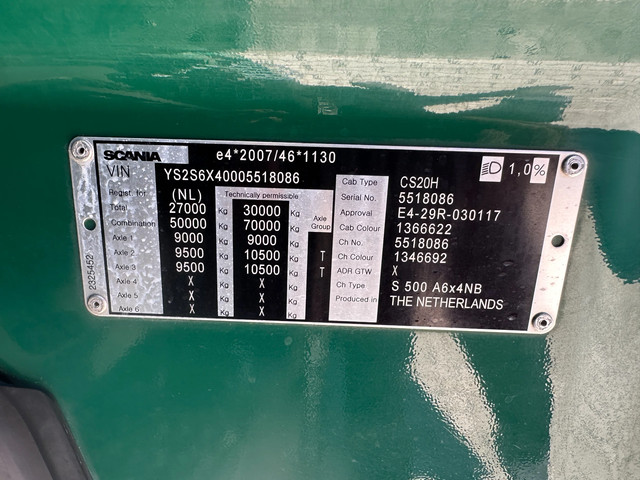 SCANIA e4*2007/46*1130 1,0%
VIN YS2S6X40005518086
Regist. for (NL) Technically permissible
Total 27000 Kg 30000 Kg Axle Group
Combination 50000 Kg 70000 Kg
Axle 1 9000 Kg 9000 Kg
Axle 2 9500 Kg 10500 Kg T
Axle 3 9500 Kg 10500 Kg T
Axle 4 X Kg X Kg
Axle 5 X Kg X Kg
Axle 6 X Kg X Kg
Cab Type CS20H
Serial No. 5518086
Approval E4-29R-030117
Cab Colour 1366622
Ch No. 5518086
Ch Colour 1346692
ADR GTW X
Ch Type S 500 A6x4NB
Produced in THE NETHERLANDS
2325452